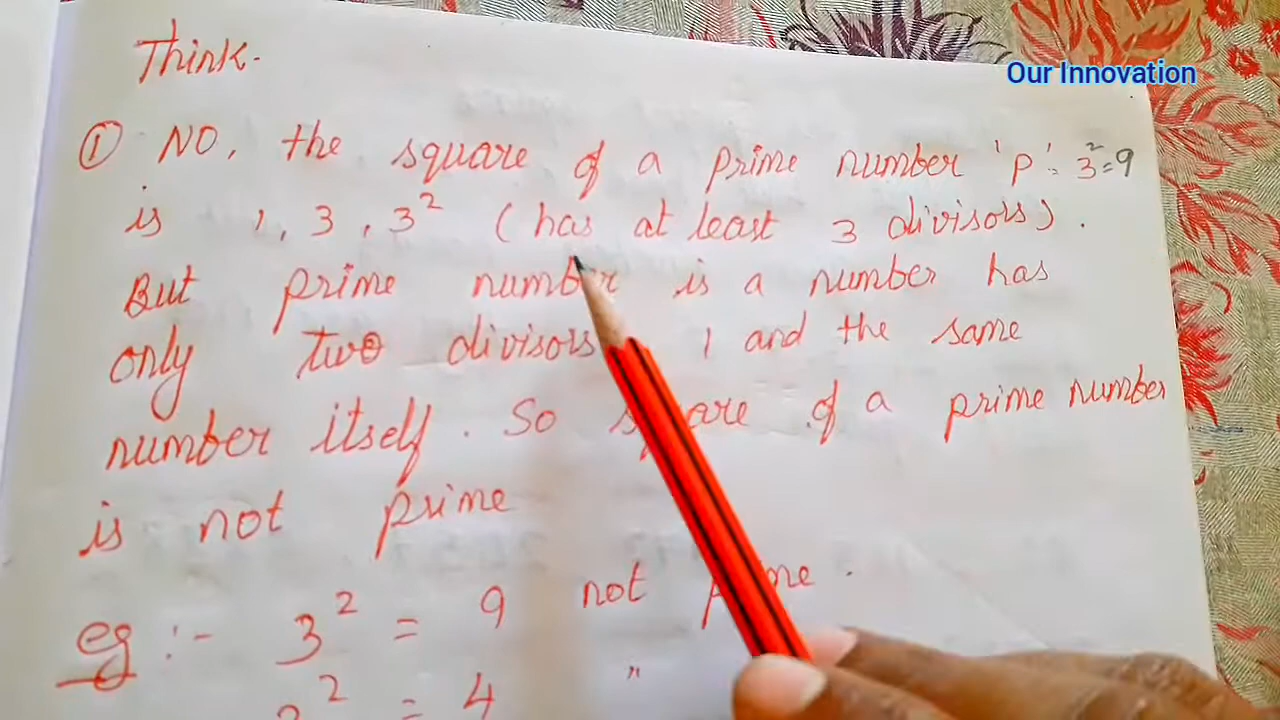 Think.
Our Innovation
① NO, the square of a prime number 'p'. 3²=9
is 1, 3, 3² (has at least 3 divisors).
But prime number is a number has
only two divisors 1 and the same
number itself. So of a prime number
is not prime
eg :- 3² = 9 not
² = 4 "